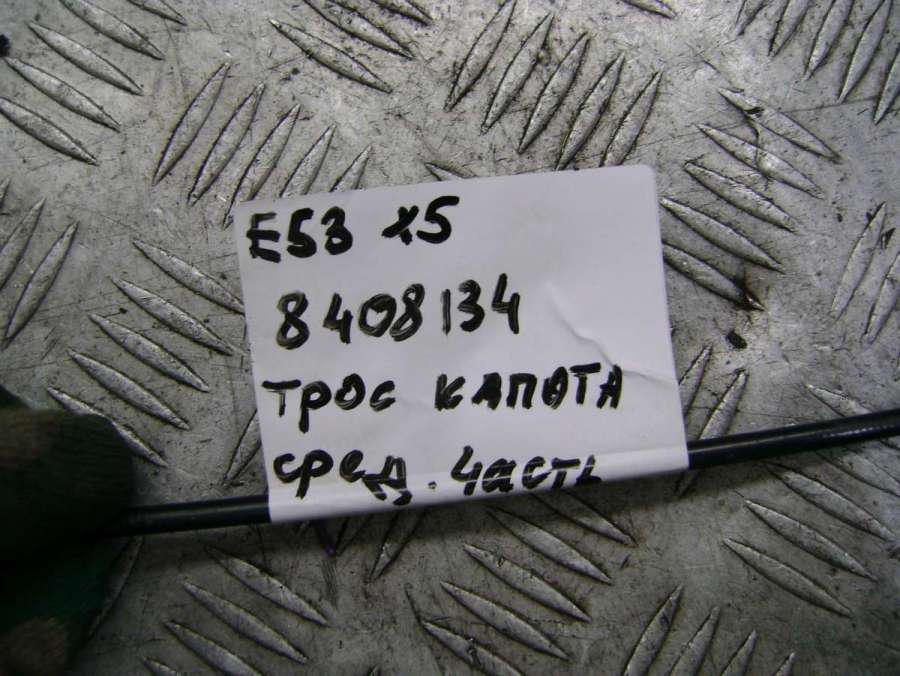 E53 X5
8408134
ТРОС КАПОТА
сред. часть